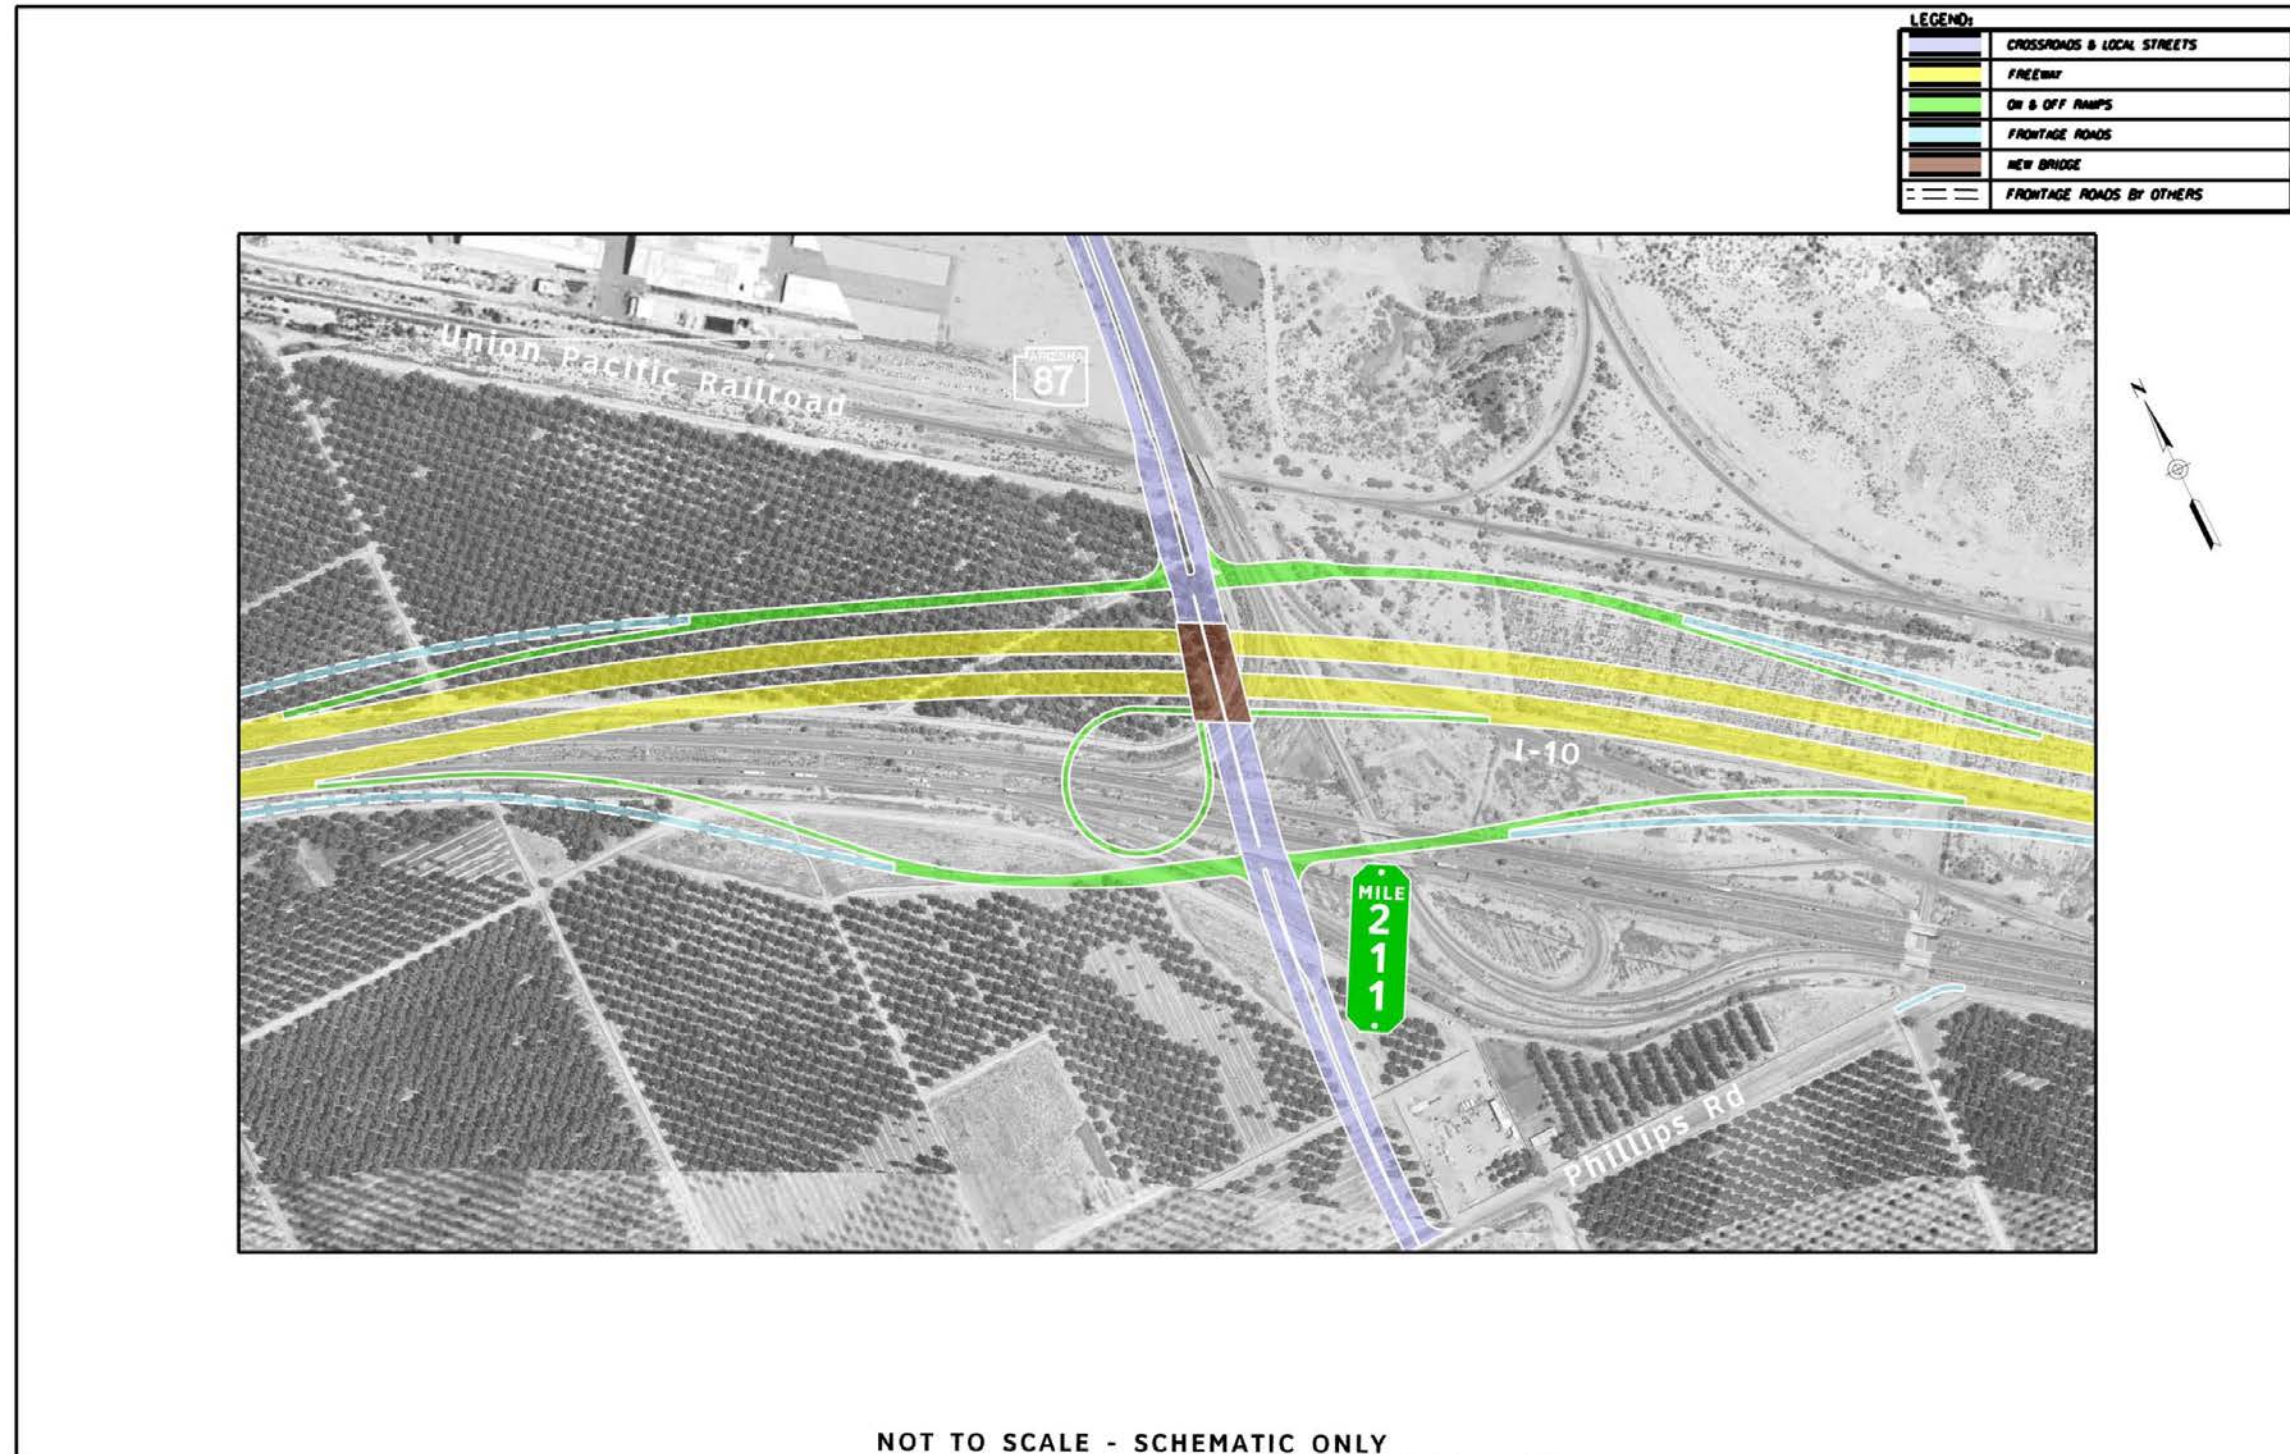 LEGEND:
CROSSROADS & LOCAL STREETS
FREEWAY
ON & OFF RAMPS
FRONTAGE ROADS
NEW BRIDGE
FRONTAGE ROADS BY OTHERS
Union Pacific Railroad
ARIZONA
87
N
I-10
MILE
2
1
1
Phillips Rd
NOT TO SCALE - SCHEMATIC ONLY